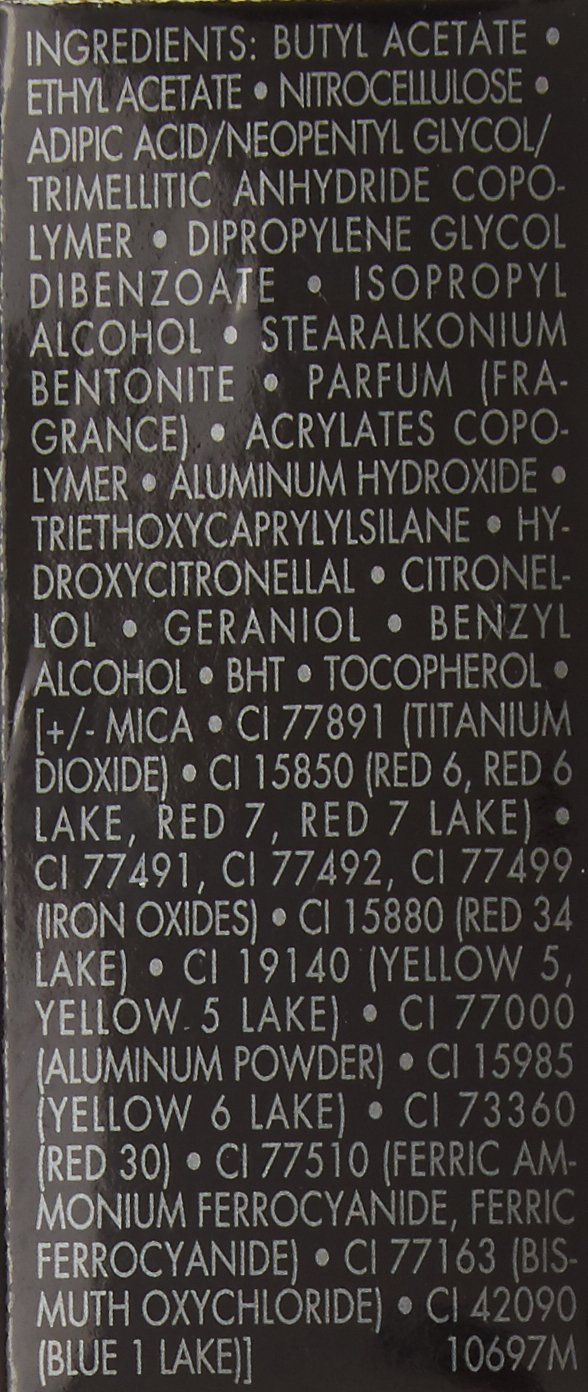 INGREDIENTS: BUTYL ACETATE •
ETHYL ACETATE • NITROCELLULOSE •
ADIPIC ACID/NEOPENTYL GLYCOL/
TRIMELLITIC ANHYDRIDE COPO-
LYMER • DIPROPYLENE GLYCOL
DIBENZOATE • ISOPROPYL
ALCOHOL • STEARALKONIUM
BENTONITE • PARFUM (FRA-
GRANCE) • ACRYLATES COPO-
LYMER • ALUMINUM HYDROXIDE •
TRIETHOXYCAPRYLYLSILANE • HY-
DROXYCITRONELLAL • CITRONEL-
LOL • GERANIOL • BENZYL
ALCOHOL • BHT • TOCOPHEROL •
[+/- MICA • CI 77891 (TITANIUM
DIOXIDE) • CI 15850 (RED 6, RED 6
LAKE, RED 7, RED 7 LAKE) •
CI 77491, CI 77492, CI 77499
(IRON OXIDES) • CI 15880 (RED 34
LAKE) • CI 19140 (YELLOW 5,
YELLOW 5 LAKE) • CI 77000
(ALUMINUM POWDER) • CI 15985
(YELLOW 6 LAKE) • CI 73360
(RED 30) • CI 77510 (FERRIC AM-
MONIUM FERROCYANIDE, FERRIC
FERROCYANIDE) • CI 77163 (BIS-
MUTH OXYCHLORIDE) • CI 42090
(BLUE 1 LAKE)] 10697M